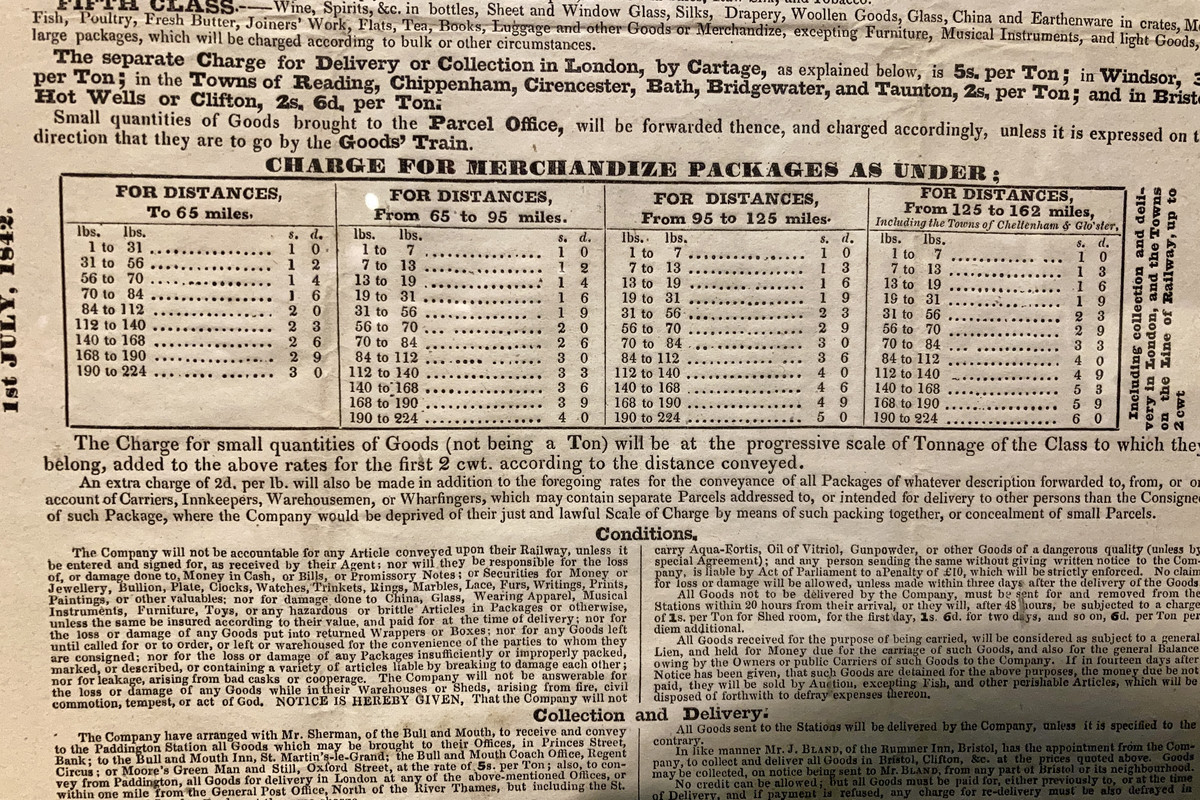 FIFTH CLASS.-—Wine, Spirits, &c. in bottles, Sheet and Window Glass, Silks, Drapery, Woollen Goods, Glass, China and Earthenware in crates,
Fish, Poultry, Fresh Butter, Joiners' Work, Flats, Tea, Books, Luggage and other Goods or Merchandize, excepting Furniture, Musical Instruments, and light Goods,
large packages, which will be charged according to bulk or other circumstances.
The separate Charge for Delivery or Collection in London, by Cartage, as explained below, is 5s. per Ton; in Windsor, 3
per Ton; in the Towns of Reading, Chippenham, Cirencester, Bath, Bridgewater, and Taunton, 2s. per Ton; and in
Hot Wells or Clifton, 2s. 6d. per Ton.
Small quantities of Goods brought to the Parcel Office, will be forwarded thence, and charged accordingly, unless it is expressed on
direction that they are to go by the Goods' Train.
CHARGE FOR MERCHANDIZE PACKAGES AS UNDER;
1st JULY, 1842.
FOR DISTANCES,
To 65 miles.
lbs. lbs. s. d.
1 to 31 1 0
31 to 56 1 2
56 to 70 1 4
70 to 84 1 6
84 to 112 2 0
112 to 140 2 3
140 to 168 2 6
168 to 190 2 9
190 to 224 3 0
FOR DISTANCES,
From 65 to 95 miles.
lbs. lbs. s. d.
1 to 7 1 0
7 to 13 1 2
13 to 19 1 4
19 to 31 1 6
31 to 56 1 9
56 to 70 2 0
70 to 84 2 6
84 to 112 3 0
112 to 140 3 3
140 to 168 3 6
168 to 190 3 9
190 to 224 4 0
FOR DISTANCES,
From 95 to 125 miles.
lbs. lbs. s. d.
1 to 7 1 0
7 to 13 1 3
13 to 19 1 6
19 to 31 1 9
31 to 56 2 3
56 to 70 2 9
70 to 84 3 0
84 to 112 3 6
112 to 140 4 0
140 to 168 4 6
168 to 190 4 9
190 to 224 5 0
FOR DISTANCES,
From 125 to 162 miles,
Including the Towns of Cheltenham & Glo'ster.
lbs. lbs. s. d.
1 to 7 1 0
7 to 13 1 3
13 to 19 1 6
19 to 31 1 9
31 to 56 2 3
56 to 70 2 9
70 to 84 3 3
84 to 112 4 0
112 to 140 4 9
140 to 168 5 3
168 to 190 5 9
190 to 224 6 0
Including collection and deli-
very in London, and the Towns
on the Line of Railway, up to
2 cwt
The Charge for small quantities of Goods (not being a Ton) will be at the progressive scale of Tonnage of the Class to which they
belong, added to the above rates for the first 2 cwt. according to the distance conveyed.
An extra charge of 2d. per lb. will also be made in addition to the foregoing rates for the conveyance of all Packages of whatever description forwarded to, from, or
account of Carriers, Innkeepers, Warehousemen, or Wharfingers, which may contain separate Parcels addressed to, or intended for delivery to other persons than the Consigne
of such Package, where the Company would be deprived of their just and lawful Scale of Charge by means of such packing together, or concealment of small Parcels.
Conditions.
The Company will not be accountable for any Article conveyed upon their Railway, unless it
be entered and signed for, as received by their Agent; nor will they be responsible for the loss
of, or damage done to, Money in Cash, or Bills, or Promissory Notes; or Securities for Money or
Jewellery, Bullion, Plate, Clocks, Watches, Trinkets, Rings, Marbles, Lace, Furs, Writings, Prints,
Paintings, or other valuables; nor for damage done to China, Glass, Wearing Apparel, Musical
Instruments, Furniture, Toys, or any hazardous or brittle Articles in Packages or otherwise,
unless the same be insured according to their value, and paid for at the time of delivery; nor for
the loss or damage of any Goods put into returned Wrappers or Boxes; nor for any Goods left
until called for or to order, or left or warehoused for the convenience of the parties to whom they
are consigned; nor for the loss or damage of any Packages insufficiently or improperly packed,
marked, or described, or containing a variety of articles liable by breaking to damage each other;
nor for leakage, arising from bad casks or cooperage. The Company will not be answerable for
the loss or damage of any Goods while in their Warehouses or Sheds, arising from fire, civil
commotion, tempest, or act of God. NOTICE IS HEREBY GIVEN, That the Company will not
carry Aqua-Fortis, Oil of Vitriol, Gunpowder, or other Goods of a dangerous quality (unless by
special Agreement); and any person sending the same without giving written notice to the Com-
pany, is liable by Act of Parliament to a Penalty of £10, which will be strictly enforced. No claim
for loss or damage will be allowed, unless made within three days after the delivery of the Goods
All Goods not to be delivered by the Company, must be sent for and removed from the
Stations within 20 hours from their arrival, or they will, after 48 hours, be subjected to a charge
of 1s. per Ton for Shed room, for the first day, 1s. 6d. for two days, and so on, 6d. per Ton per
diem additional.
All Goods received for the purpose of being carried, will be considered as subject to a general
Lien, and held for Money due for the carriage of such Goods, and also for the general Balance
owing by the Owners or public Carriers of such Goods to the Company. If in fourteen days after
Notice has been given, that such Goods are detained for the above purposes, the money due be not
paid, they will be sold by Auction, excepting Fish, and other perishable Articles, which will be
disposed of forthwith to defray expenses thereon.
Collection and Delivery.
The Company have arranged with Mr. Sherman, of the Bull and Mouth, to receive and convey
to the Paddington Station all Goods which may be brought to their Offices, in Princes Street,
Bank; to the Bull and Mouth Inn, St. Martin's-le-Grand; the Bull and Mouth Coach Office, Regent
Circus; or Moore's Green Man and Still, Oxford Street, at the rate of 5s. per Ton; also, to con-
vey from Paddington, all Goods for delivery in London at any of the above-mentioned Offices, or
within one mile from the General Post Office, North of the River Thames, but including the St.
All Goods sent to the Stations will be delivered by the Company, unless it is specified to the
contrary.
In like manner Mr. J. BLAND, of the Rummer Inn, Bristol, has the appointment from the Com-
pany, to collect and deliver all Goods in Bristol, Clifton, &c. at the prices quoted above. Goods
may be collected, on notice being sent to Mr. BLAND, from any part of Bristol or its neighbourhood.
No credit can be allowed; but all Goods must be paid for, either previously to, or at the time
of Delivery, and if payment is refused, any charge for re-delivery must be also defrayed in